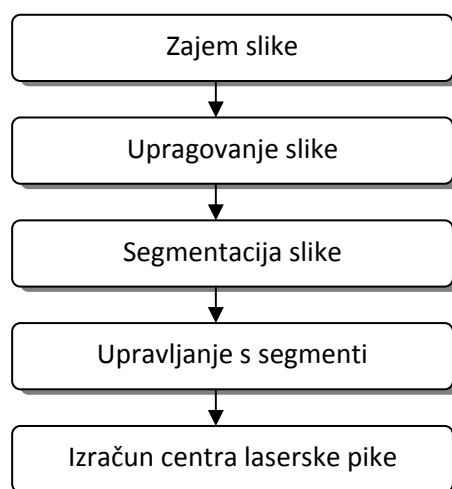 Zajem slike
Upragovanje slike
Segmentacija slike
Upravljanje s segmenti
Izračun centra laserske pike